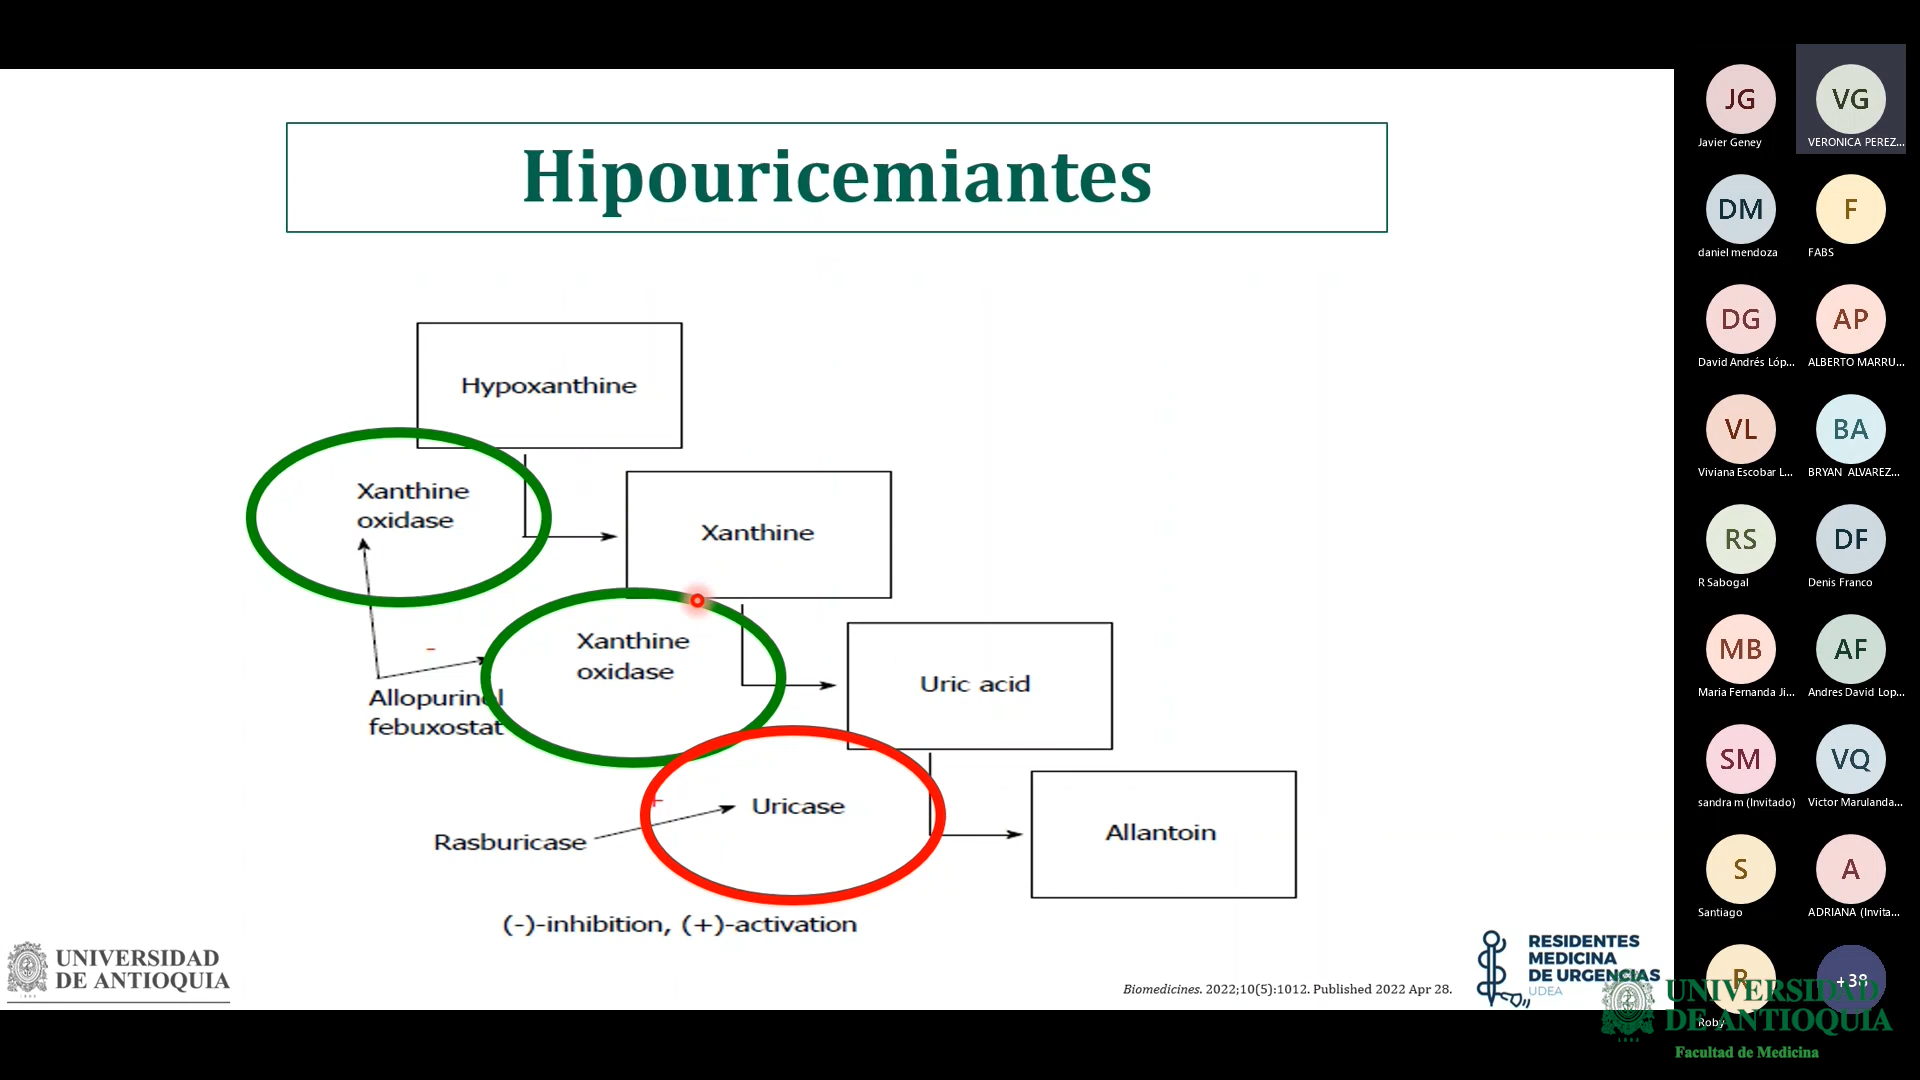 Hipouricemiantes
Hypoxanthine
Xanthine
oxidase
Xanthine
-
Xanthine
oxidase
Allopurinol
febuxostat
Uric acid
+
Uricase
Rasburicase
Allantoin
(-)-inhibition, (+)-activation
UNIVERSIDAD
DE ANTIOQUIA
1803
Biomedicines. 2022;10(5):1012. Published 2022 Apr 28.
RESIDENTES
MEDICINA
DE URGENCIAS
UDEA
JG
Javier Geney
VG
VERONICA PEREZ...
DM
daniel mendoza
F
FABS
DG
David Andrés Lóp...
AP
ALBERTO MARRU...
VL
Viviana Escobar L...
BA
BRYAN ALVAREZ...
RS
R Sabogal
DF
Denis Franco
MB
Maria Fernanda Ji...
AF
Andres David Lop...
SM
sandra m (Invitado)
VQ
Victor Marulanda...
S
Santiago
A
ADRIANA (Invita...
R
Roby
+38
UNIVERSIDAD
DE ANTIOQUIA
1803
Facultad de Medicina